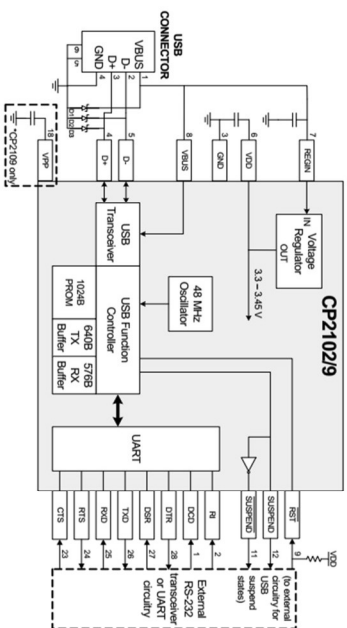 CP2102/9
REGIN
7
IN Voltage
Regulator
OUT
3.3 – 3.45 V
VDD
6
GND
3
VBUS
8
48 MHz
Oscillator
USB
CONNECTOR
VBUS
1
D-
2
D+
3
GND
4
5
6
D1
D2
D3
D-
5
D+
4
USB
Transceiver
USB Function
Controller
1024B
PROM
640B
TX
Buffer
576B
RX
Buffer
UART
VPP
18
*CP2109 only
VDD
RST
9
SUSPEND
12
SUSPEND
11
(to external
circuitry for
USB
suspend
states)
RI
2
DCD
1
DTR
28
DSR
27
TXD
26
RXD
25
RTS
24
CTS
23
External
RS-232
transceiver
or UART
circuitry